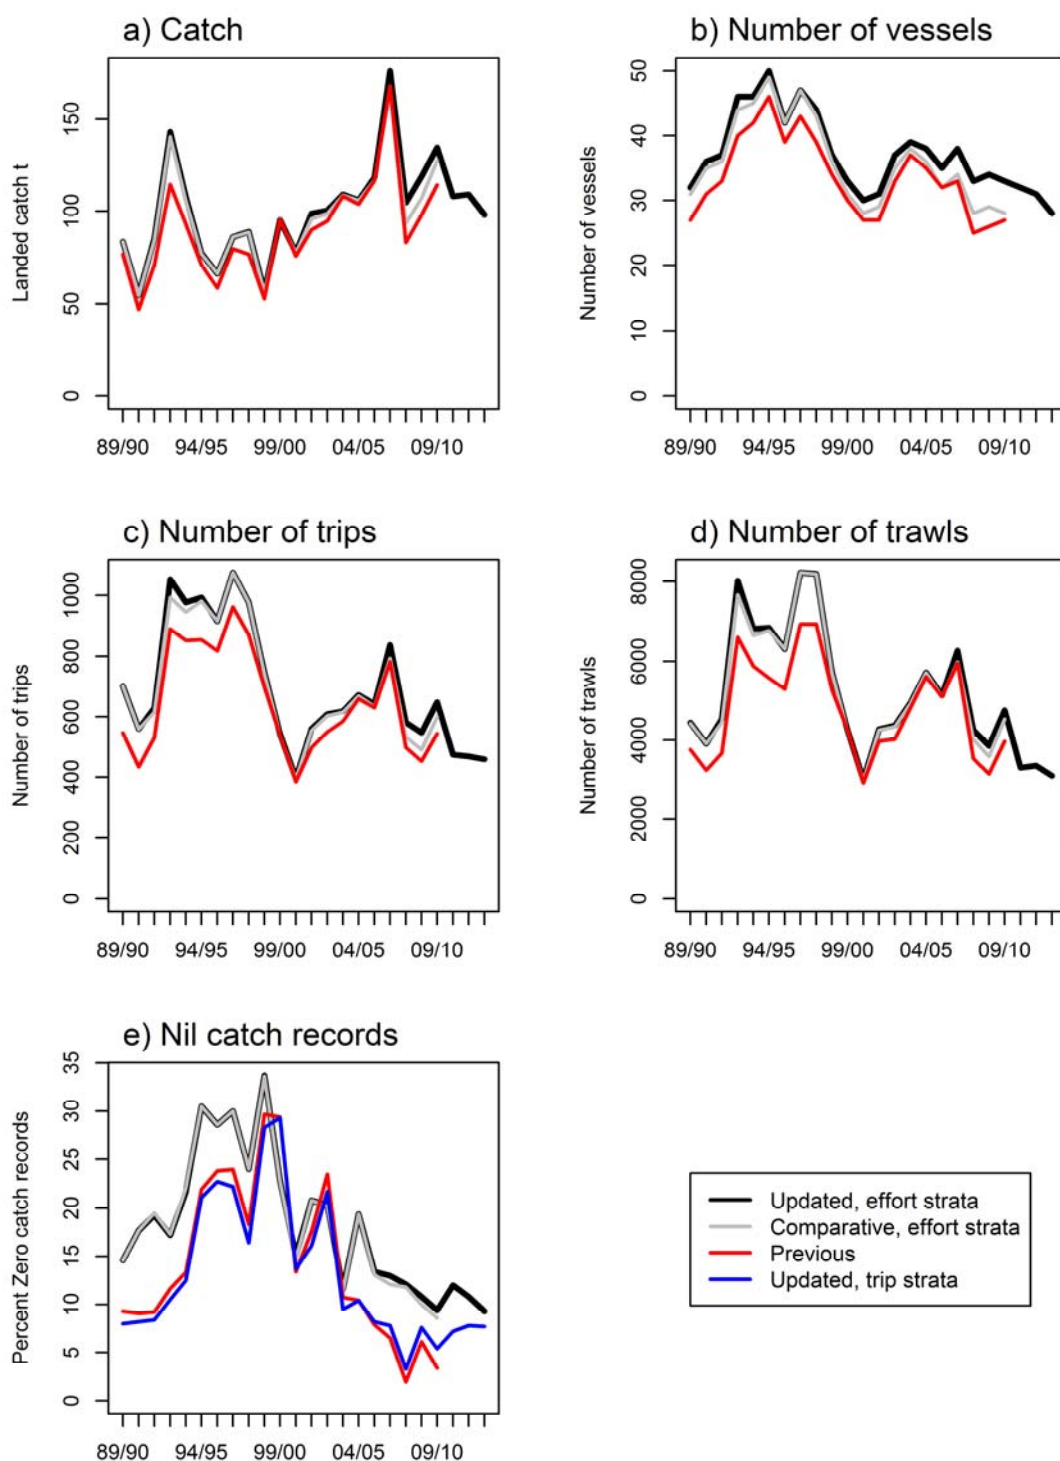 a) Catch
Landed catch t
150
100
50
0
89/90 94/95 99/00 04/05 09/10
b) Number of vessels
Number of vessels
50
40
30
20
10
0
89/90 94/95 99/00 04/05 09/10
c) Number of trips
Number of trips
1000
800
600
400
200
0
89/90 94/95 99/00 04/05 09/10
d) Number of trawls
Number of trawls
8000
6000
4000
2000
0
89/90 94/95 99/00 04/05 09/10
e) Nil catch records
Percent Zero catch records
35
30
25
20
15
10
5
0
89/90 94/95 99/00 04/05 09/10
Updated, effort strata
Comparative, effort strata
Previous
Updated, trip strata